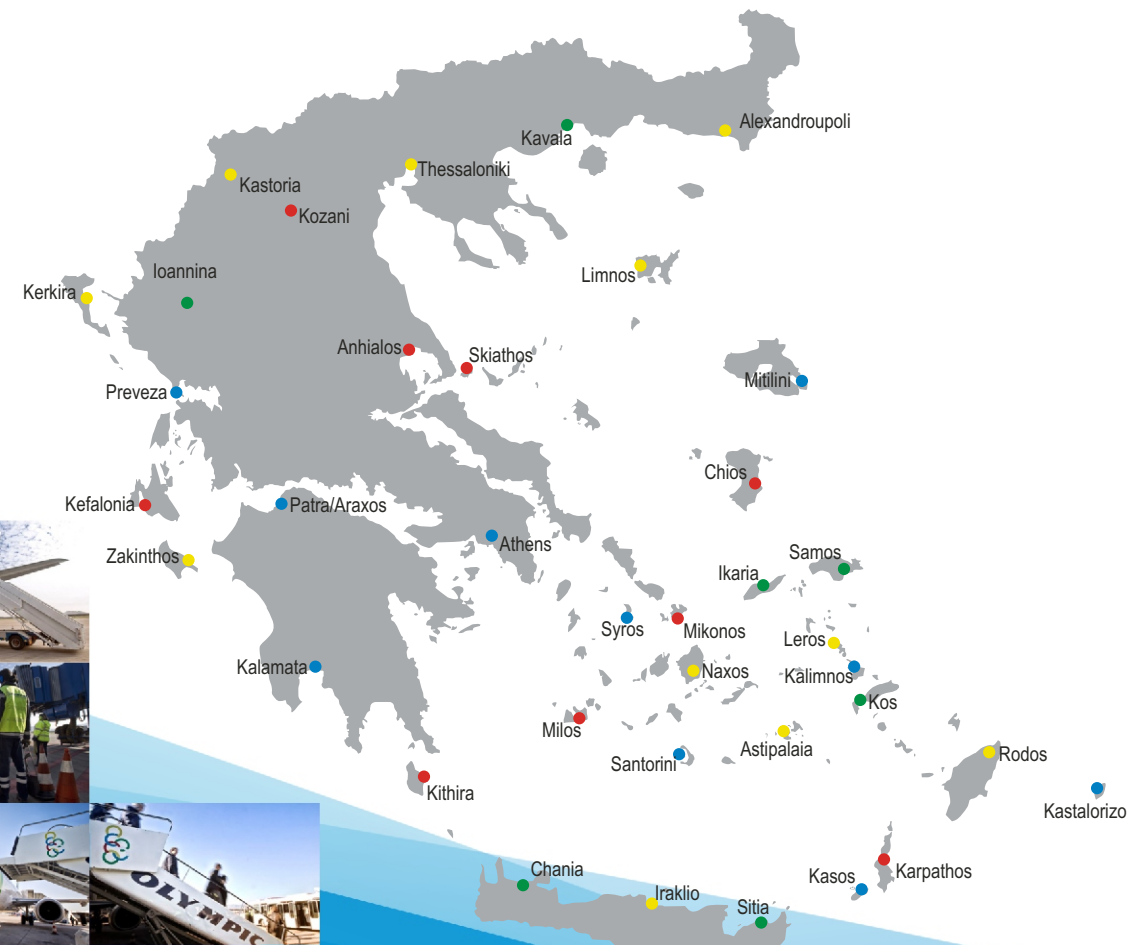 Alexandroupoli
Kavala
Thessaloniki
Kastoria
Kozani
Ioannina
Limnos
Kerkira
Anhialos
Skiathos
Mitilini
Preveza
Chios
Kefalonia
Patra/Araxos
Athens
Zakinthos
Samos
Ikaria
Syros
Mikonos
Leros
Kalamata
Naxos
Kalimnos
Kos
Milos
Astipalaia
Santorini
Rodos
Kithira
Kastalorizo
Chania
Karpathos
Kasos
Iraklio
Sitia
OLYMPIC